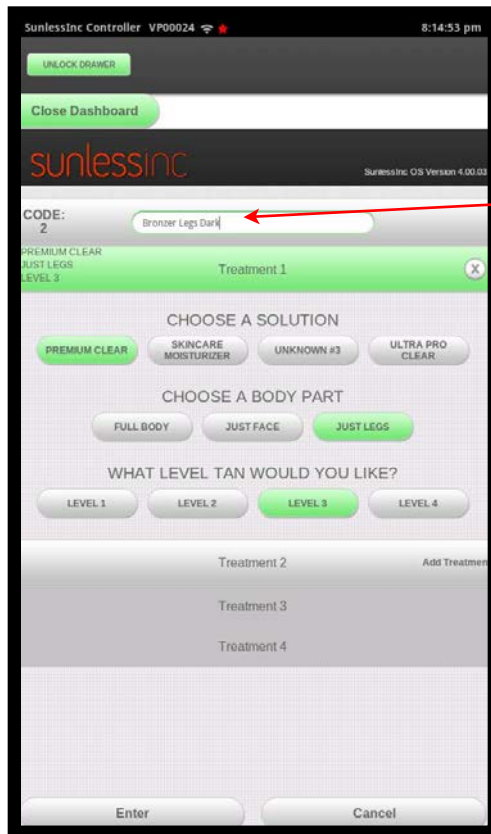 SunlessInc Controller VP00024 8:14:53 pm
UNLOCK DRAWER
Close Dashboard
sunlessinc
SunlessInc OS Version 4.00.03
CODE:
2
Bronzer Legs Dark
PREMIUM CLEAR
JUST LEGS
LEVEL 3
Treatment 1
X
CHOOSE A SOLUTION
PREMIUM CLEAR
SKINCARE
MOISTURIZER
UNKNOWN #3
ULTRA PRO
CLEAR
CHOOSE A BODY PART
FULL BODY
JUST FACE
JUST LEGS
WHAT LEVEL TAN WOULD YOU LIKE?
LEVEL 1
LEVEL 2
LEVEL 3
LEVEL 4
Treatment 2
Add Treatmen
Treatment 3
Treatment 4
Enter
Cancel